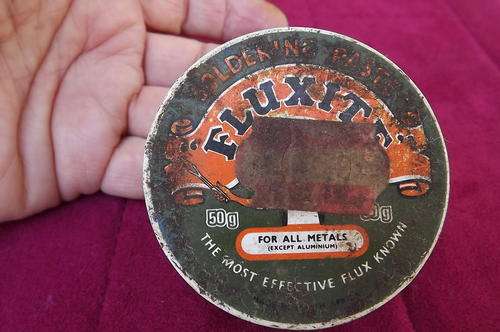 SOLDERING PASTE
FLUXITE
50g
50g
FOR ALL METALS
(EXCEPT ALUMINIUM)
THE MOST EFFECTIVE FLUX KNOWN